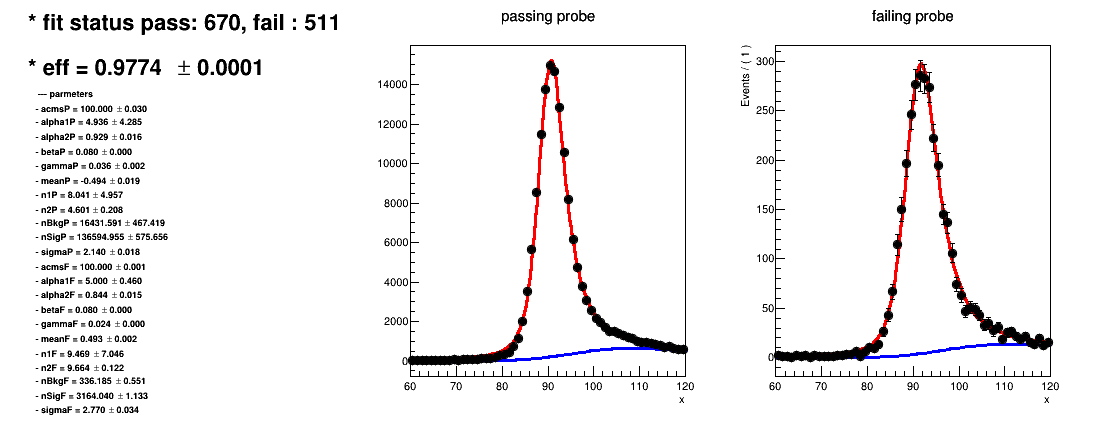 * fit status pass: 670, fail : 511
* eff = 0.9774 ± 0.0001
--- parmeters
- acmsP = 100.000 ± 0.030
- alpha1P = 4.936 ± 4.285
- alpha2P = 0.929 ± 0.016
- betaP = 0.080 ± 0.000
- gammaP = 0.036 ± 0.002
- meanP = -0.494 ± 0.019
- n1P = 8.041 ± 4.957
- n2P = 4.601 ± 0.208
- nBkgP = 16431.591 ± 467.419
- nSigP = 136594.955 ± 575.656
- sigmaP = 2.140 ± 0.018
- acmsF = 100.000 ± 0.001
- alpha1F = 5.000 ± 0.460
- alpha2F = 0.844 ± 0.015
- betaF = 0.080 ± 0.000
- gammaF = 0.024 ± 0.000
- meanF = 0.493 ± 0.002
- n1F = 9.469 ± 7.046
- n2F = 9.664 ± 0.122
- nBkgF = 336.185 ± 0.551
- nSigF = 3164.040 ± 1.133
- sigmaF = 2.770 ± 0.034
passing probe
14000
12000
10000
8000
6000
4000
2000
0
60 70 80 90 100 110 120
x
failing probe
Events / ( 1 )
300
250
200
150
100
50
0
60 70 80 90 100 110 120
x